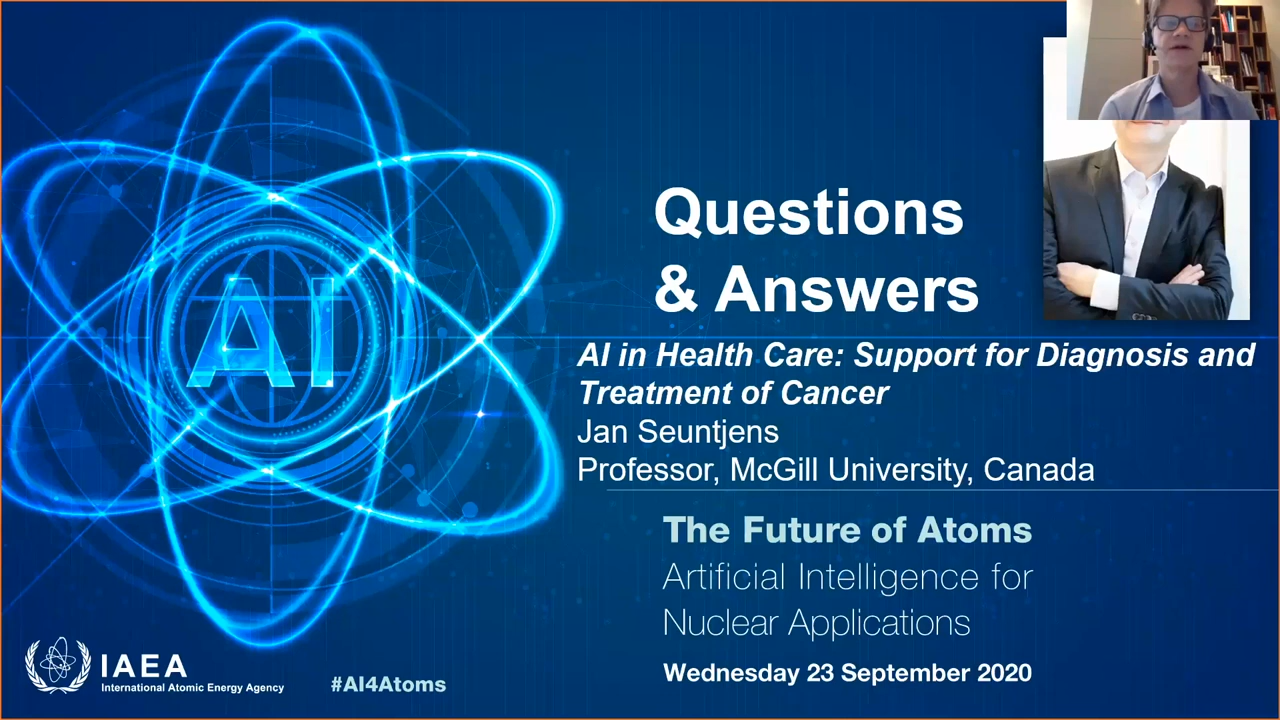 AI
Questions
& Answers
AI in Health Care: Support for Diagnosis and
Treatment of Cancer
Jan Seuntjens
Professor, McGill University, Canada
The Future of Atoms
Artificial Intelligence for
Nuclear Applications
Wednesday 23 September 2020
IAEA
International Atomic Energy Agency
#AI4Atoms